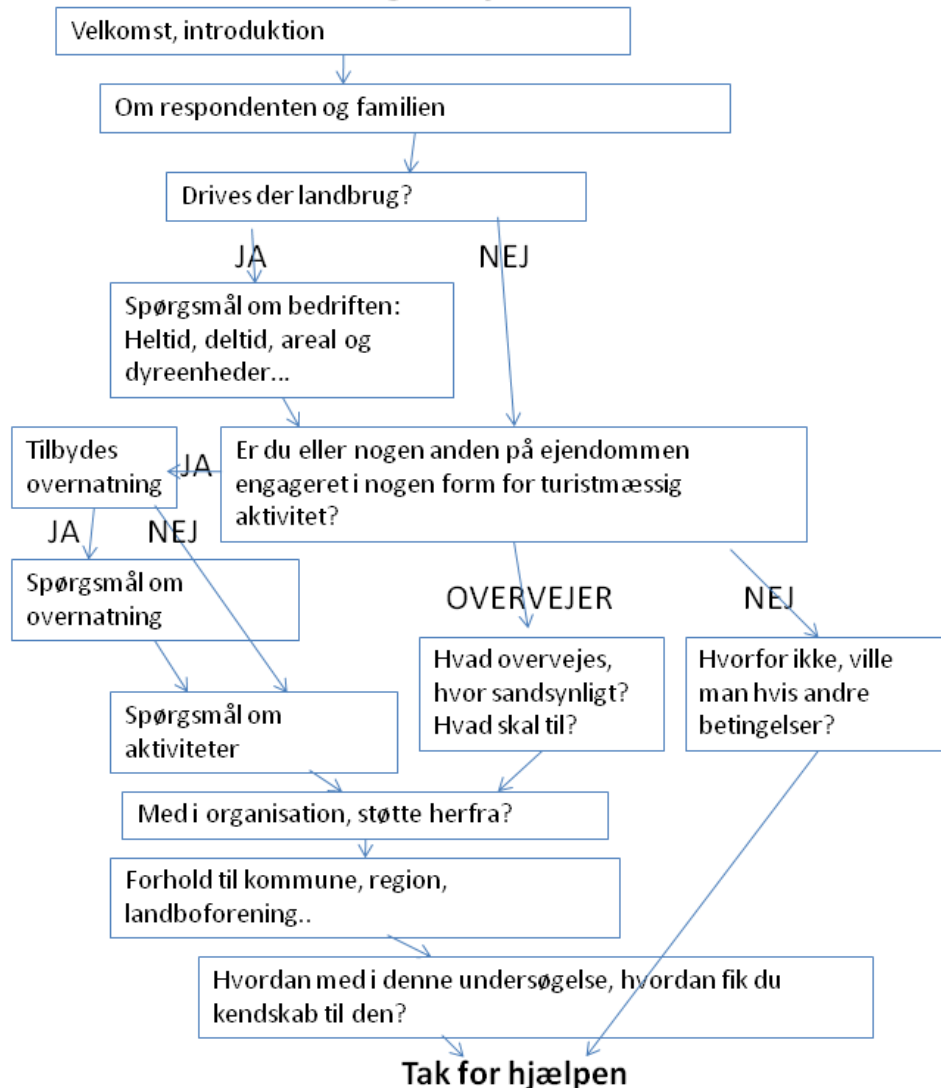 Velkomst, introduktion
Om respondenten og familien
Drives der landbrug?
JA
NEJ
Spørgsmål om bedriften:
Heltid, deltid, areal og
dyreenheder...
Tilbydes
overnatning
JA
Er du eller nogen anden på ejendommen
engageret i nogen form for turistmæssig
aktivitet?
JA
NEJ
Spørgsmål om
overnatning
OVERVEJER
NEJ
Hvad overvejes,
hvor sandsynligt?
Hvad skal til?
Hvorfor ikke, ville
man hvis andre
betingelser?
Spørgsmål om
aktiviteter
Med i organisation, støtte herfra?
Forhold til kommune, region,
landboforening..
Hvordan med i denne undersøgelse, hvordan fik du
kendskab til den?
Tak for hjælpen